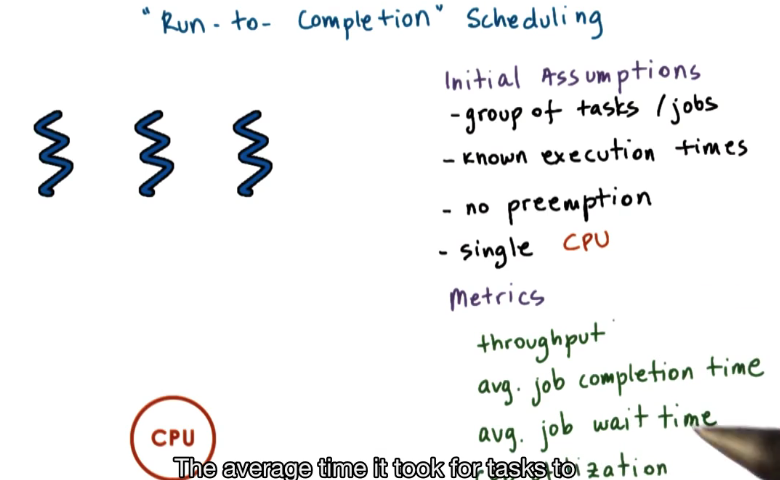 "Run-to-Completion" Scheduling
Initial Assumptions
- group of tasks / jobs
- known execution times
- no preemption
- single CPU
Metrics
throughput
avg. job completion time
avg. job wait time
CPU
The average time it took for tasks to